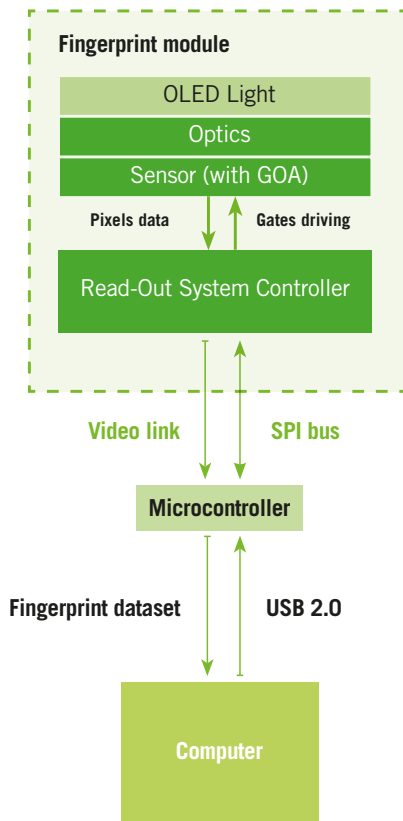 Fingerprint module
OLED Light
Optics
Sensor (with GOA)
Pixels data
Gates driving
Read-Out System Controller
Video link
SPI bus
Microcontroller
Fingerprint dataset
USB 2.0
Computer